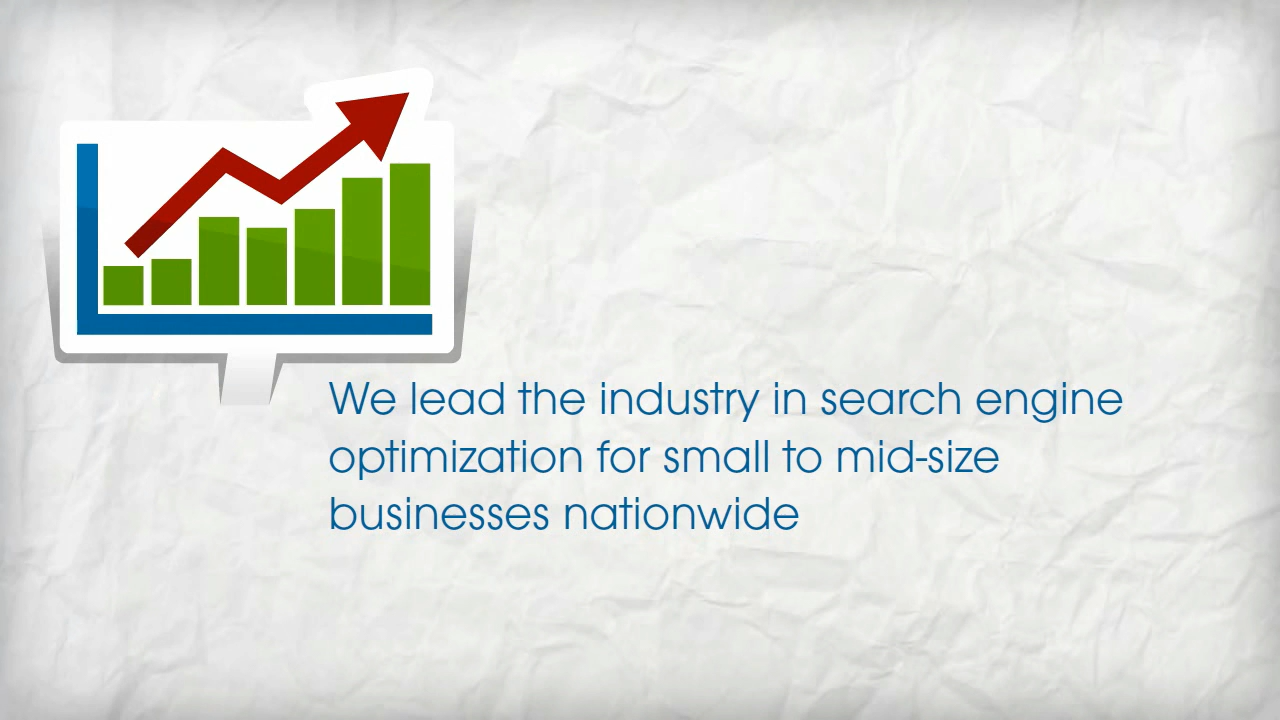 We lead the industry in search engine
optimization for small to mid-size
businesses nationwide